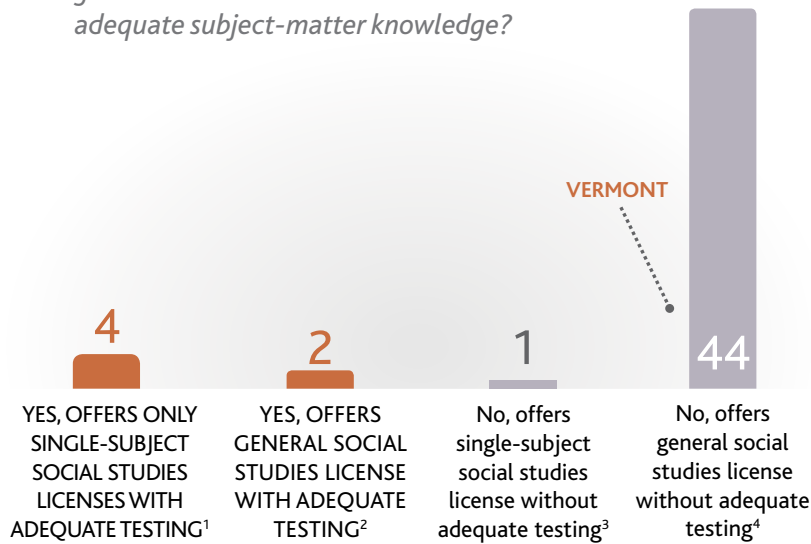 adequate subject-matter knowledge?
VERMONT
4
2
1
44
YES, OFFERS ONLY
SINGLE-SUBJECT
SOCIAL STUDIES
LICENSES WITH
ADEQUATE TESTING¹
YES, OFFERS
GENERAL SOCIAL
STUDIES LICENSE
WITH ADEQUATE
TESTING²
No, offers
single-subject
social studies
license without
adequate testing³
No, offers
general social
studies license
without adequate
testing⁴